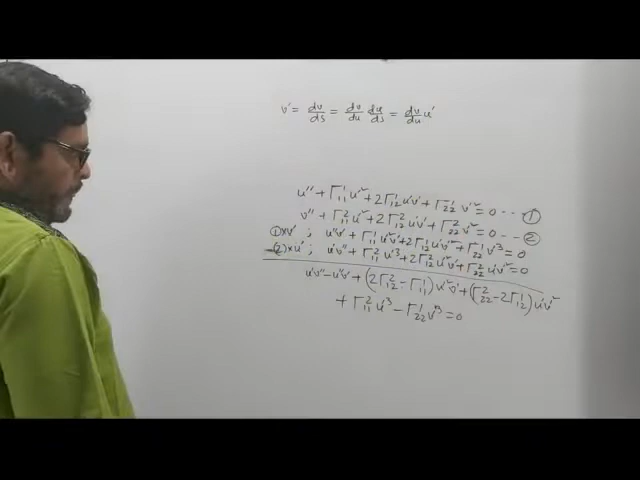 v' = dv/ds = dv/du du/ds = dv/du u'
u'' + Γ¹₁₁ u'² + 2Γ¹₁₂ u'v' + Γ¹₂₂ v'² = 0 -- ①
v'' + Γ²₁₁ u'² + 2Γ²₁₂ u'v' + Γ²₂₂ v'² = 0 -- ②
①×v' ; u''v' + Γ¹₁₁ u'²v' + 2Γ¹₁₂ u'v'² + Γ¹₂₂ v'³ = 0
②×u' ; u'v'' + Γ²₁₁ u'³ + 2Γ²₁₂ u'²v' + Γ²₂₂ u'v'² = 0
u'v'' - u''v' + (2Γ²₁₂ - Γ¹₁₁) u'²v' + (Γ²₂₂ - 2Γ¹₁₂) u'v'²
+ Γ²₁₁ u'³ - Γ¹₂₂ v'³ = 0